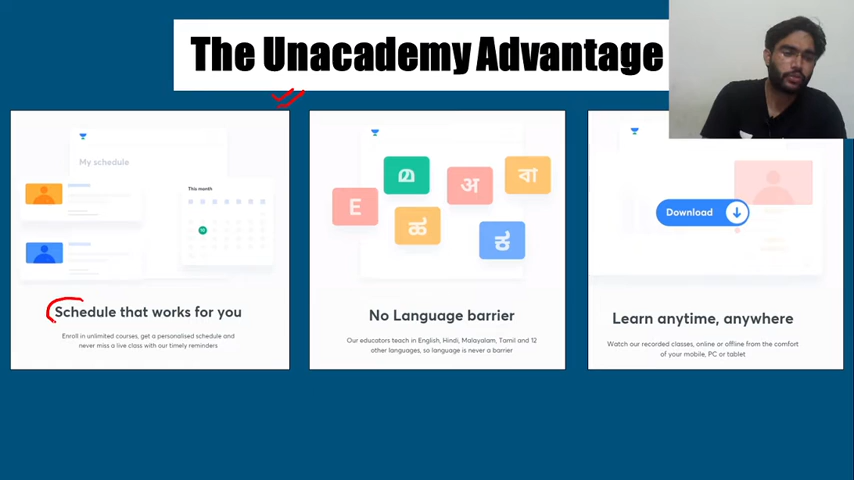 The Unacademy Advantage
My schedule
This month
Schedule that works for you
Enroll in unlimited courses, get a personalised schedule and
never miss a live class with our timely reminders
മ
अ
বা
E
ಕ
No Language barrier
Our educators teach in English, Hindi, Malayalam, Tamil and 12
other languages, so language is never a barrier
Download
Learn anytime, anywhere
Watch our recorded classes, online or offline from the comfort
of your mobile, PC or tablet